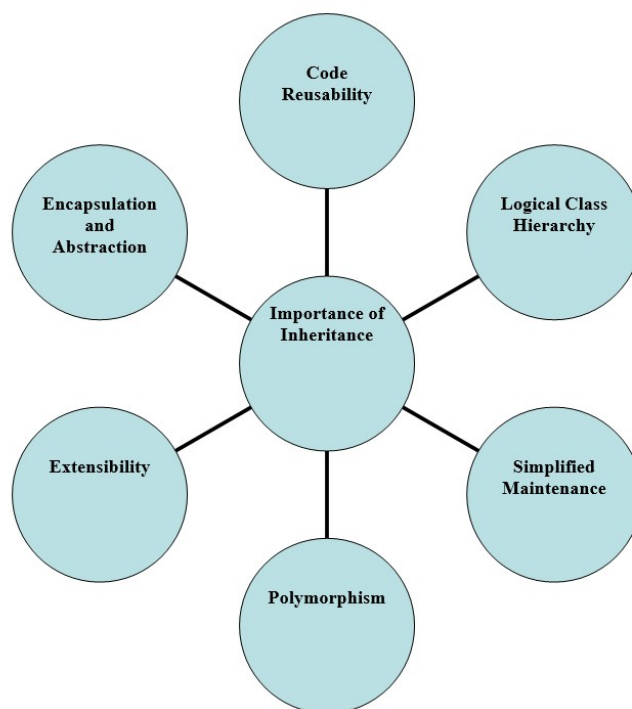 Code
Reusability
Encapsulation
and
Abstraction
Logical Class
Hierarchy
Importance of
Inheritance
Extensibility
Simplified
Maintenance
Polymorphism